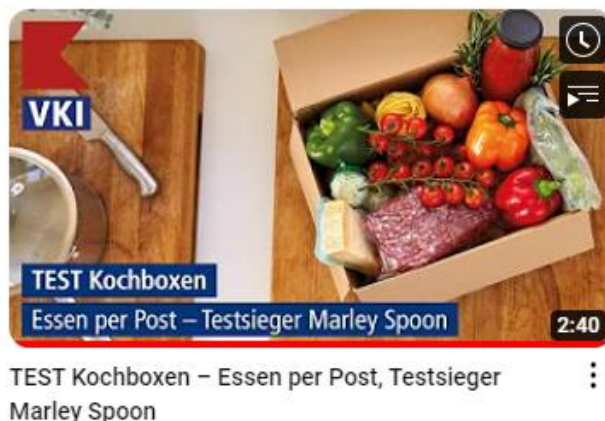 VKI
TEST Kochboxen
Essen per Post – Testsieger Marley Spoon
2:40
TEST Kochboxen – Essen per Post, Testsieger
Marley Spoon